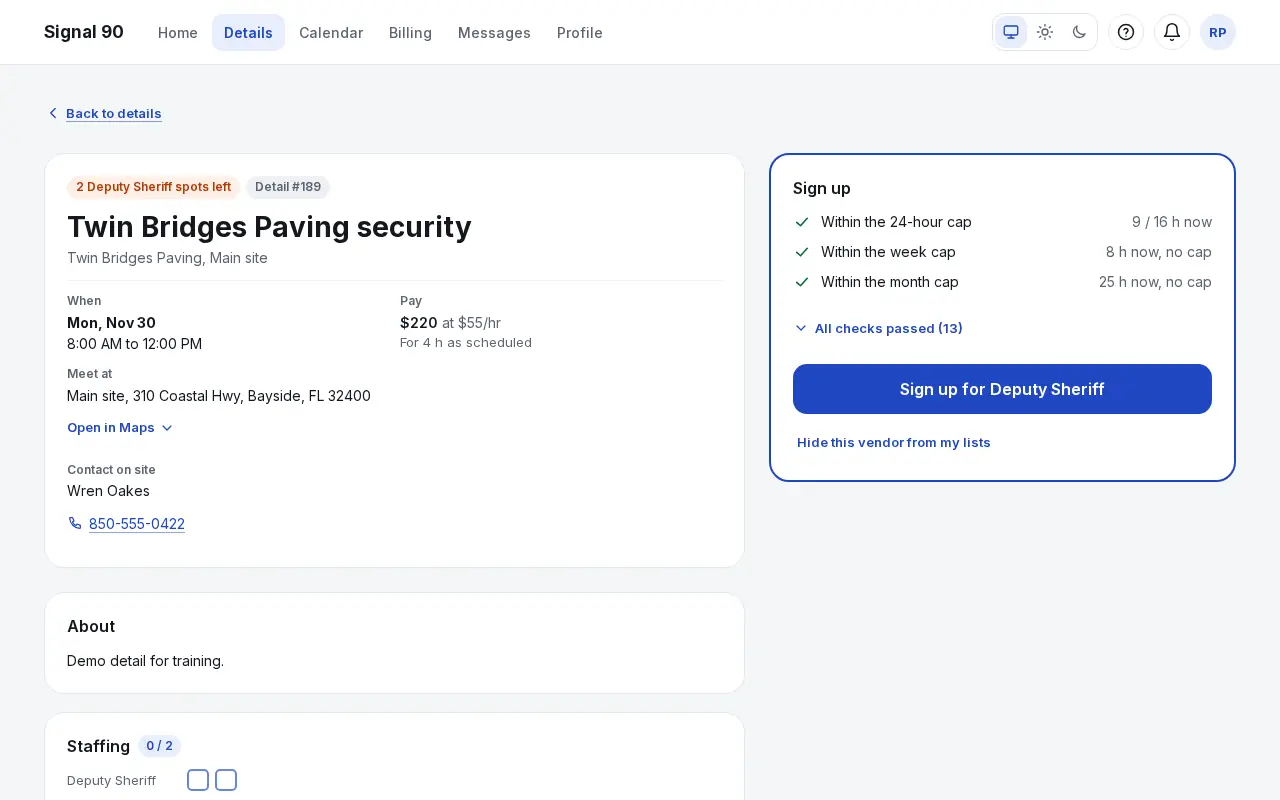 Signal 90
Home
Details
Calendar
Billing
Messages
Profile
RP
Back to details
2 Deputy Sheriff spots left
Detail #189
Twin Bridges Paving security
Twin Bridges Paving, Main site
When
Mon, Nov 30
8:00 AM to 12:00 PM
Pay
$220 at $55/hr
For 4 h as scheduled
Meet at
Main site, 310 Coastal Hwy, Bayside, FL 32400
Open in Maps
Contact on site
Wren Oakes
850-555-0422
About
Demo detail for training.
Staffing
0 / 2
Deputy Sheriff
Sign up
Within the 24-hour cap
9 / 16 h now
Within the week cap
8 h now, no cap
Within the month cap
25 h now, no cap
All checks passed (13)
Sign up for Deputy Sheriff
Hide this vendor from my lists